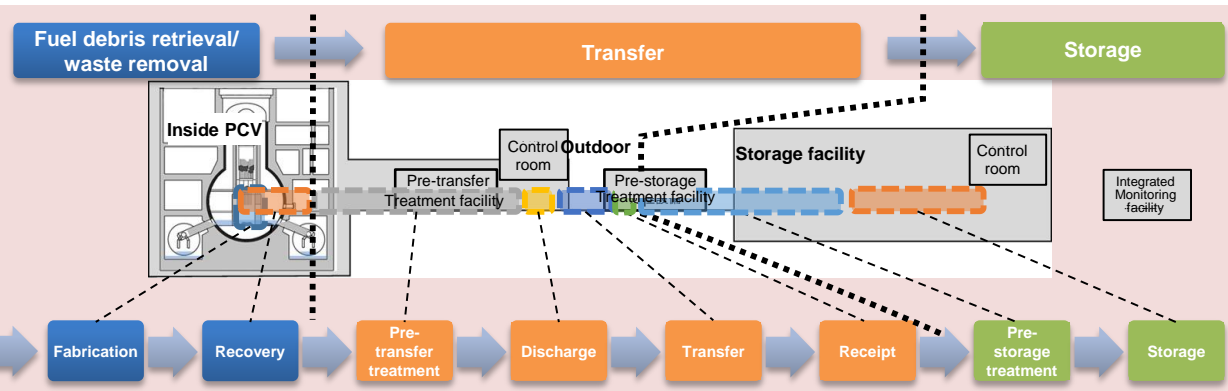 Fuel debris retrieval/
waste removal
Transfer
Storage
Inside PCV
Control
room
Outdoor
Storage facility
Control
room
Pre-transfer
Treatment facility
Pre-storage
Treatment facility
Integrated
Monitoring
facility
Fabrication
Recovery
Pre-
transfer
treatment
Discharge
Transfer
Receipt
Pre-
storage
treatment
Storage